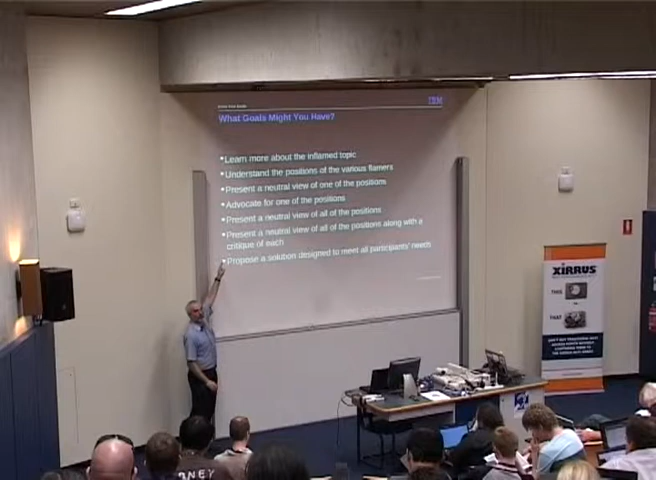 IBM
What Goals Might You Have?
•Learn more about the inflamed topic
•Understand the positions of the various flamers
•Present a neutral view of one of the positions
•Advocate for one of the positions
•Present a neutral view of all of the positions
•Present a neutral view of all of the positions along with a
critique of each
•Propose a solution designed to meet all participants' needs
XIRRUS
THIS
THAT